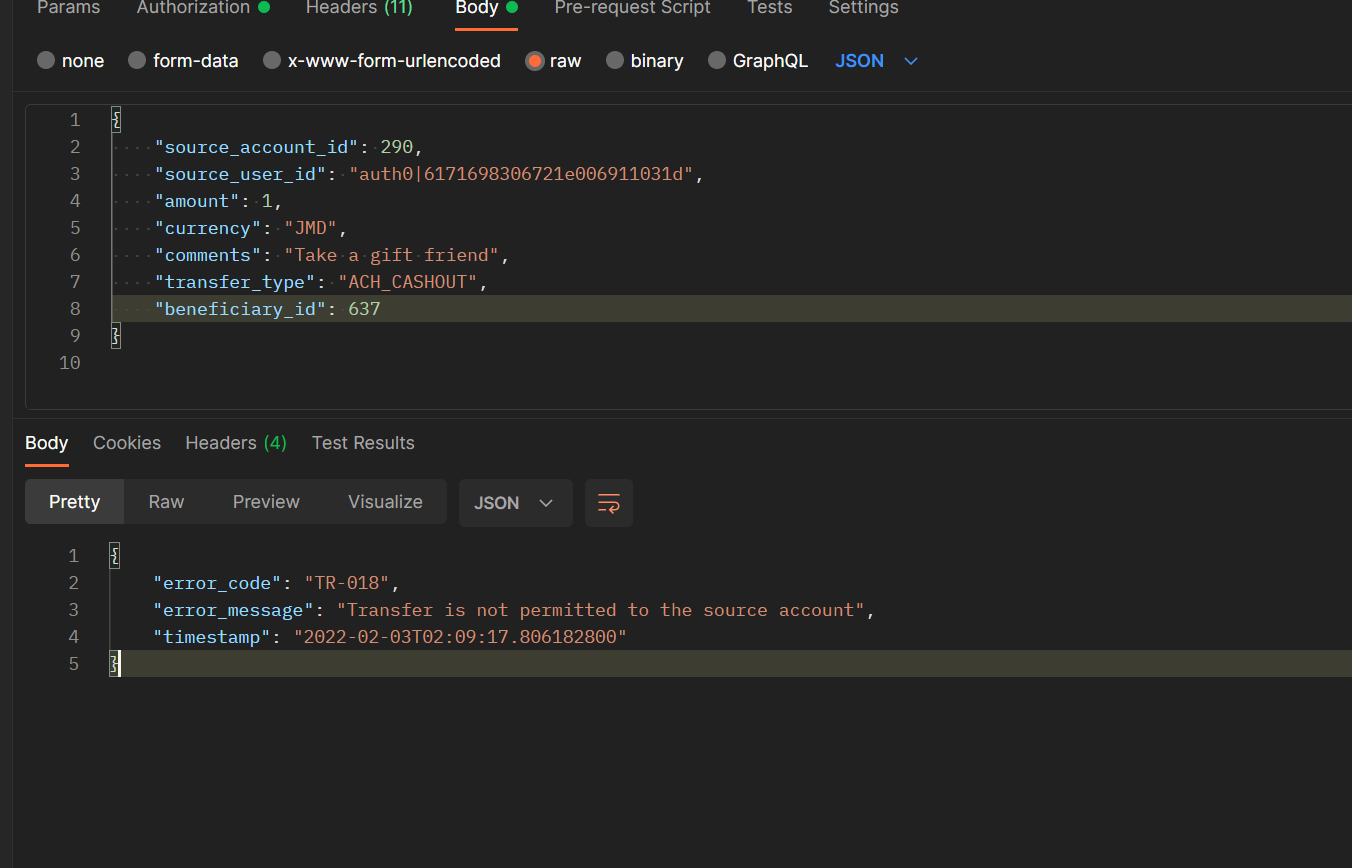 Params Authorization Headers (11) Body Pre-request Script Tests Settings
none form-data x-www-form-urlencoded raw binary GraphQL JSON
1 {
2 "source_account_id": 290,
3 "source_user_id": "auth0|6171698306721e006911031d",
4 "amount": 1,
5 "currency": "JMD",
6 "comments": "Take a gift friend",
7 "transfer_type": "ACH_CASHOUT",
8 "beneficiary_id": 637
9 }
10
Body Cookies Headers (4) Test Results
Pretty Raw Preview Visualize JSON
1 {
2 "error_code": "TR-018",
3 "error_message": "Transfer is not permitted to the source account",
4 "timestamp": "2022-02-03T02:09:17.806182800"
5 }